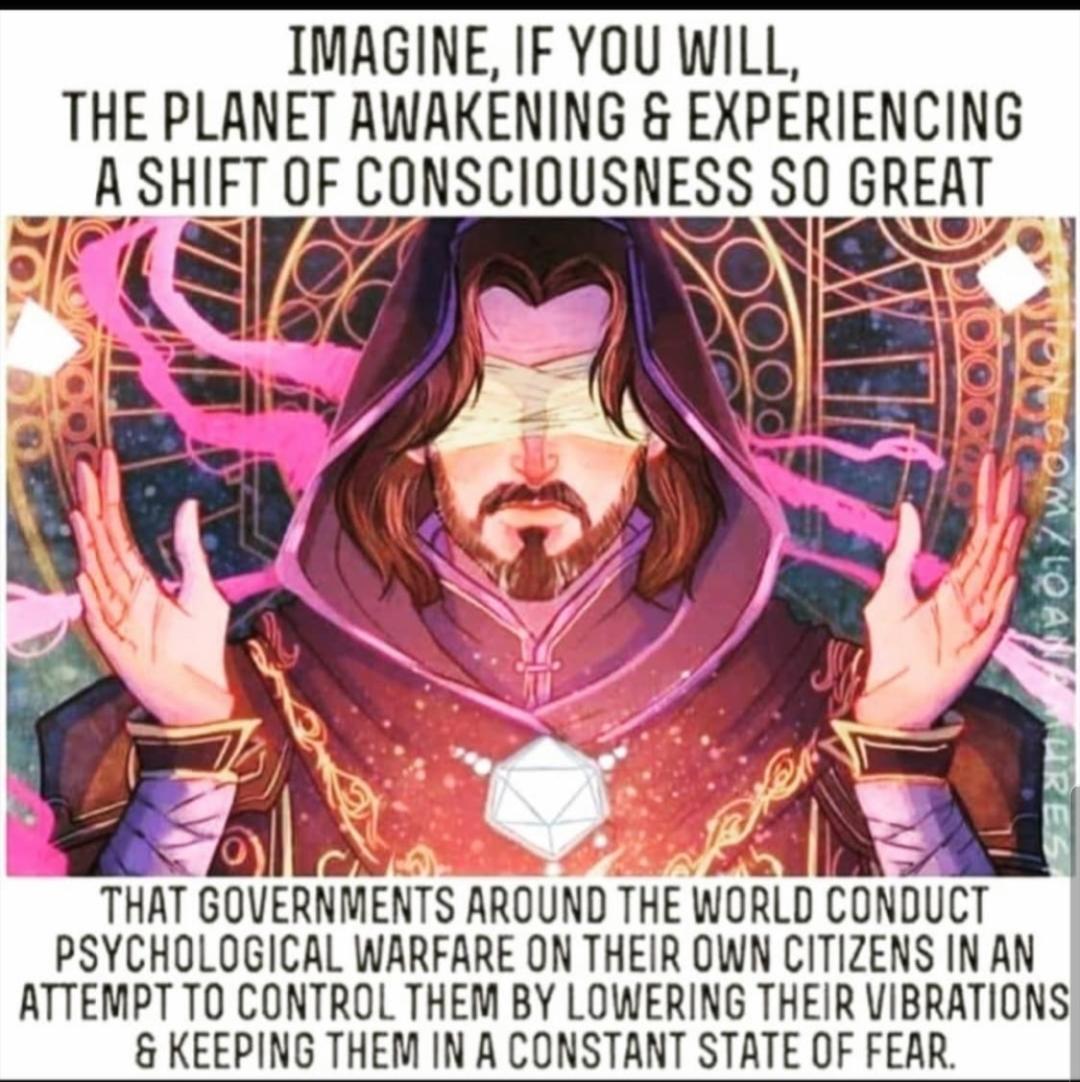 IMAGINE, IF YOU WILL,
THE PLANET AWAKENING & EXPERIENCING
A SHIFT OF CONSCIOUSNESS SO GREAT
THAT GOVERNMENTS AROUND THE WORLD CONDUCT
PSYCHOLOGICAL WARFARE ON THEIR OWN CITIZENS IN AN
ATTEMPT TO CONTROL THEM BY LOWERING THEIR VIBRATIONS
& KEEPING THEM IN A CONSTANT STATE OF FEAR.